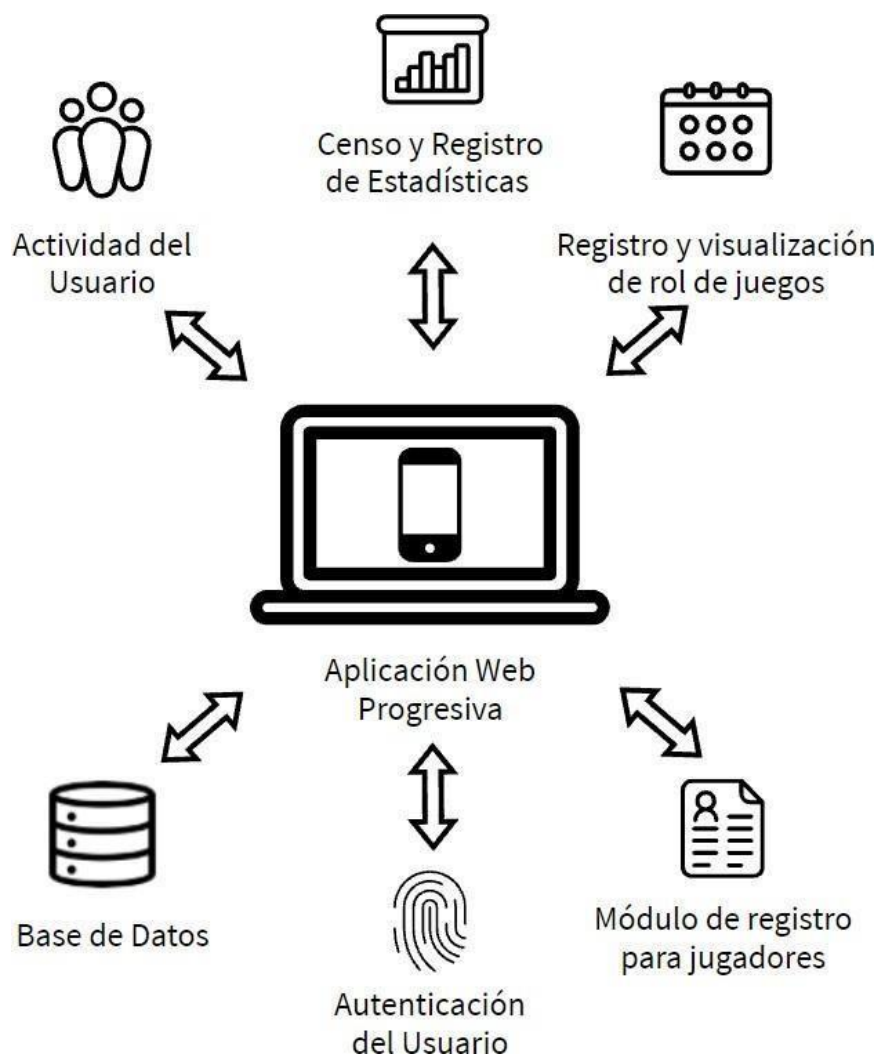 Censo y Registro
de Estadísticas
Actividad del
Usuario
Registro y visualización
de rol de juegos
Aplicación Web
Progresiva
Base de Datos
Autenticación
del Usuario
Módulo de registro
para jugadores